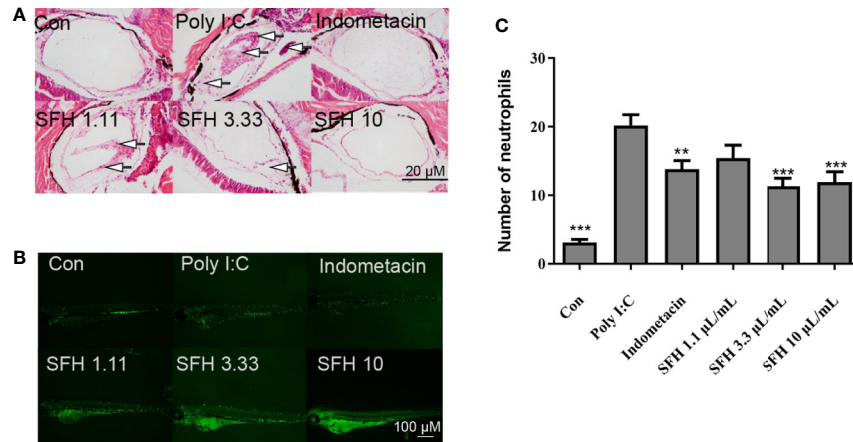 A
Con Poly I:C Indometacin
SFH 1.11 SFH 3.33 SFH 10
20 μM
B
Con Poly I:C Indometacin
SFH 1.11 SFH 3.33 SFH 10
100 μM
C
Number of neutrophils
30
20
10
0
***
**
***
***
Con
Poly I:C
Indometacin
SFH 1.1 μL/mL
SFH 3.3 μL/mL
SFH 10 μL/mL